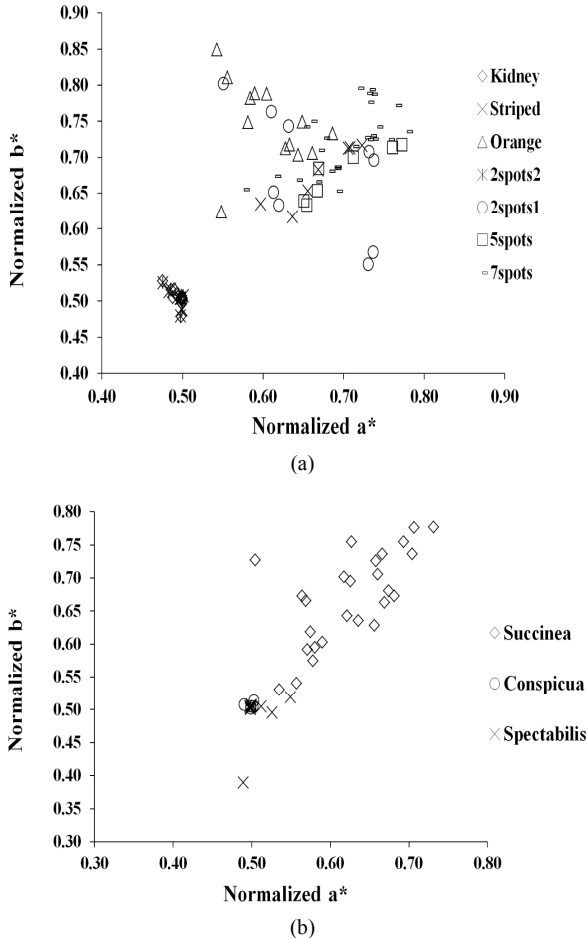 0.90
0.85
0.80
0.75
0.70
0.65
0.60
0.55
0.50
0.45
0.40
Normalized b*
0.40 0.50 0.60 0.70 0.80 0.90
Normalized a*
Kidney
Striped
Orange
2spots2
2spots1
5spots
7spots
(a)
0.80
0.75
0.70
0.65
0.60
0.55
0.50
0.45
0.40
0.35
0.30
Normalized b*
0.30 0.40 0.50 0.60 0.70 0.80
Normalized a*
Succinea
Conspicua
Spectabilis
(b)